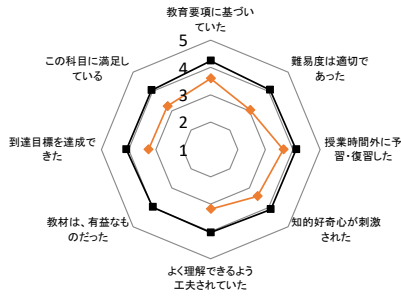 教育要項に基づい
ていた
難易度は適切で
あった
授業時間外に予
習・復習した
知的好奇心が刺激
された
よく理解できるよう
工夫されていた
教材は、有益なも
のだった
到達目標を達成で
きた
この科目に満足し
ている
5
4
3
2
1